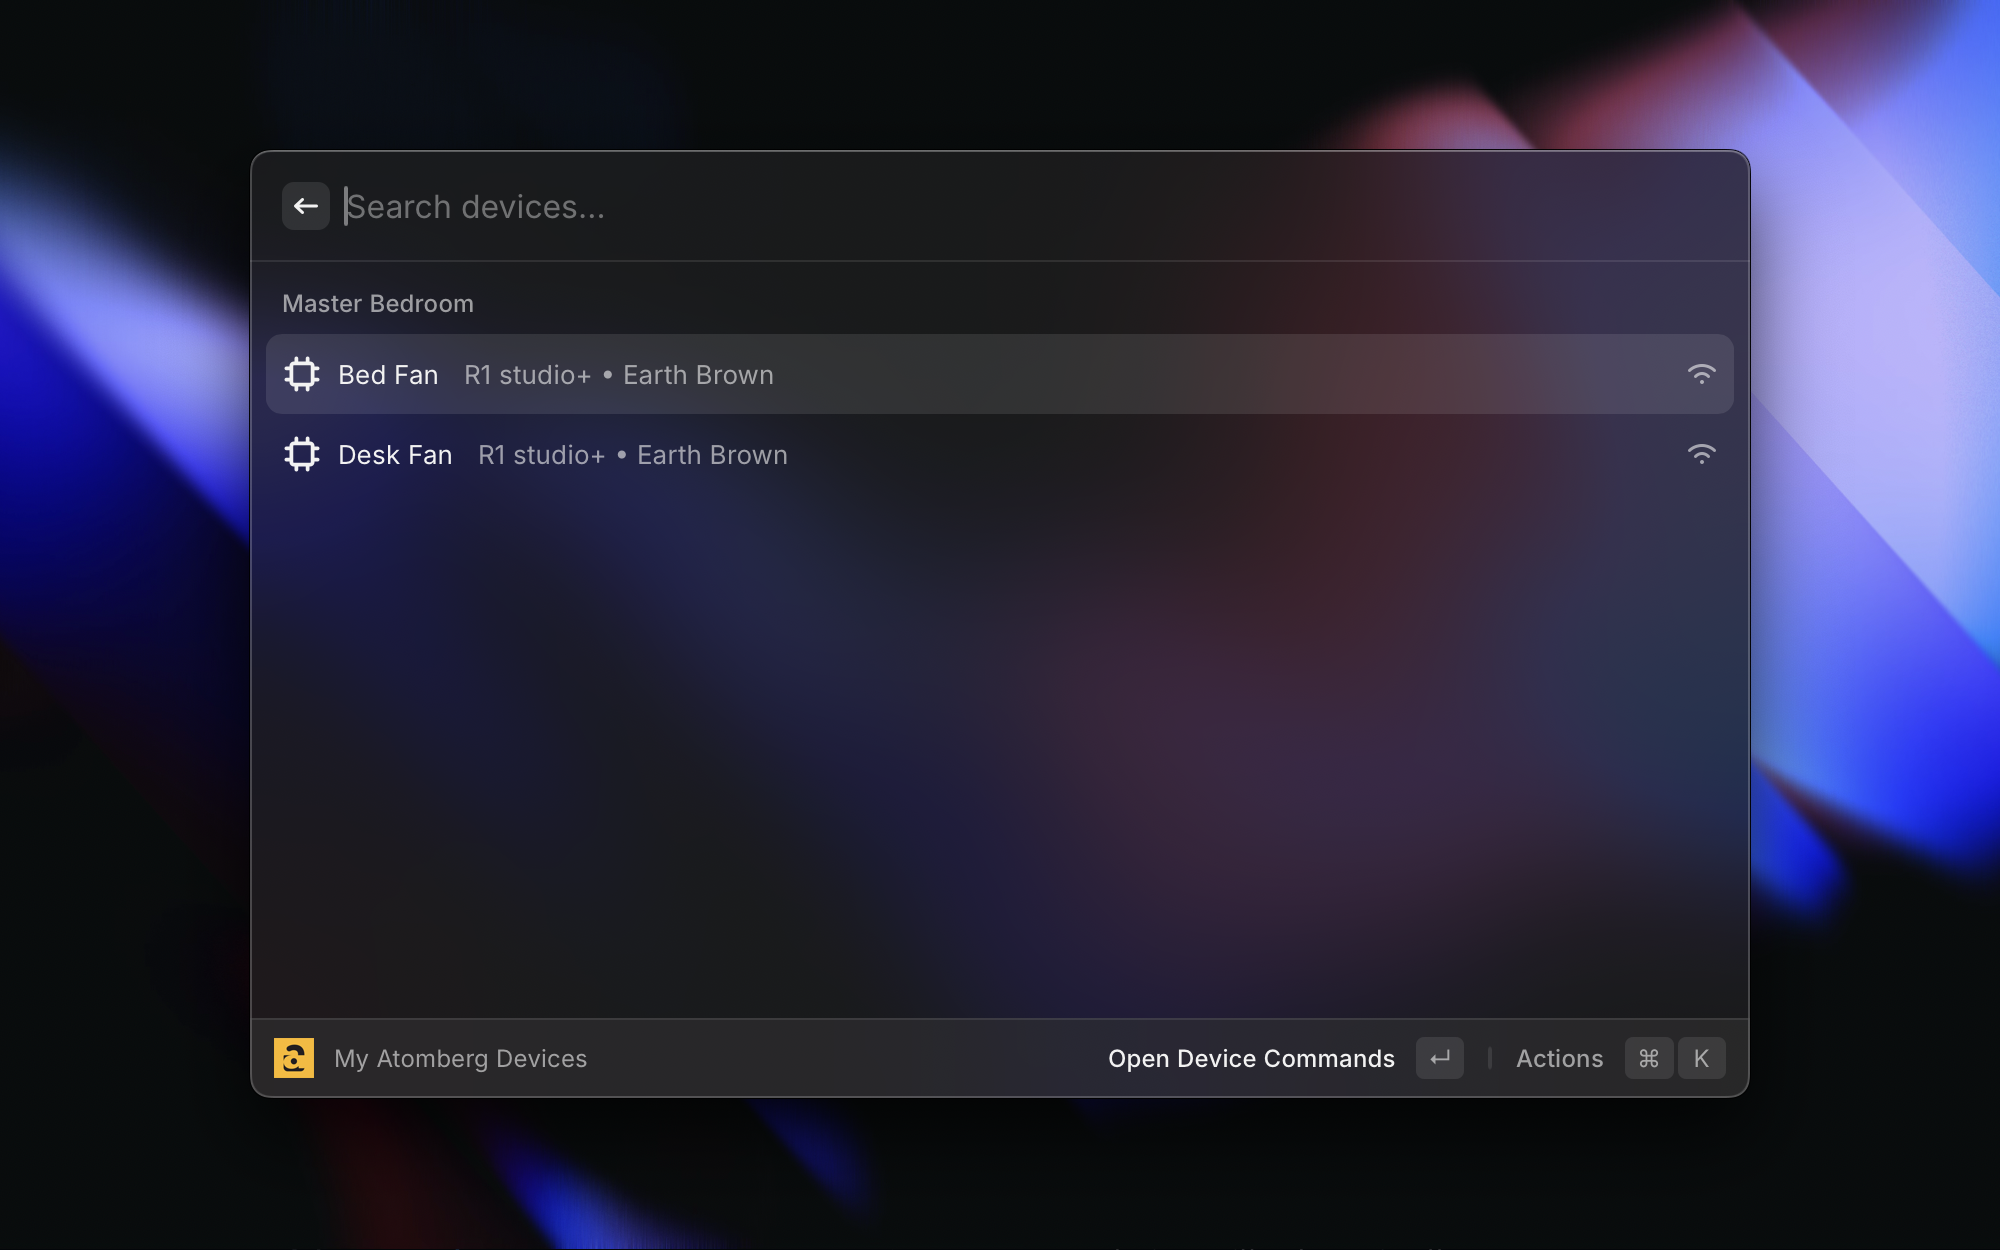 Search devices...
Master Bedroom
Bed Fan R1 studio+ • Earth Brown
Desk Fan R1 studio+ • Earth Brown
My Atomberg Devices Open Device Commands ↵ Actions ⌘ K